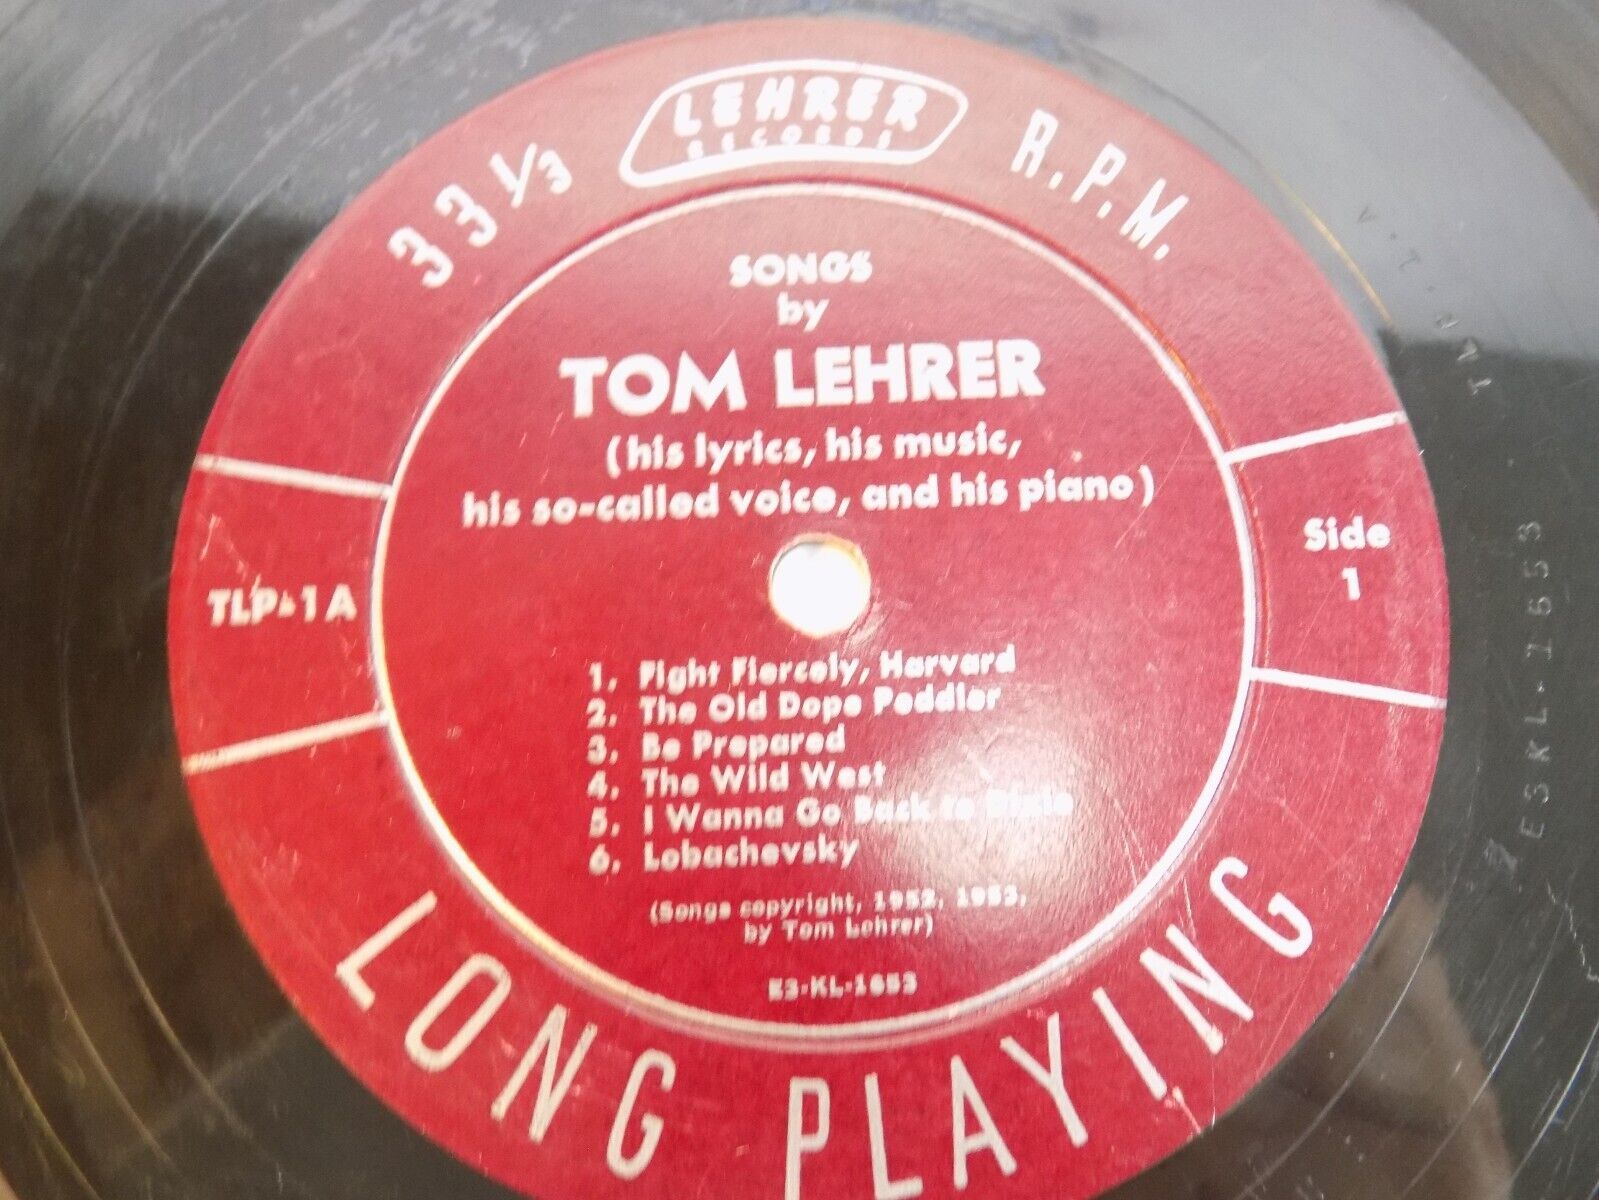 33 1/3
LEHRER
RECORDS
R.P.M.
SONGS
by
TOM LEHRER
(his lyrics, his music,
his so-called voice, and his piano)
TLP-1A
Side
1
1. Fight Fiercely, Harvard
2. The Old Dope Peddler
3. Be Prepared
4. The Wild West
5. I Wanna Go Back to Dixie
6. Lobachevsky
(Songs copyright, 1952, 1953,
by Tom Lehrer)
LONG PLAYING